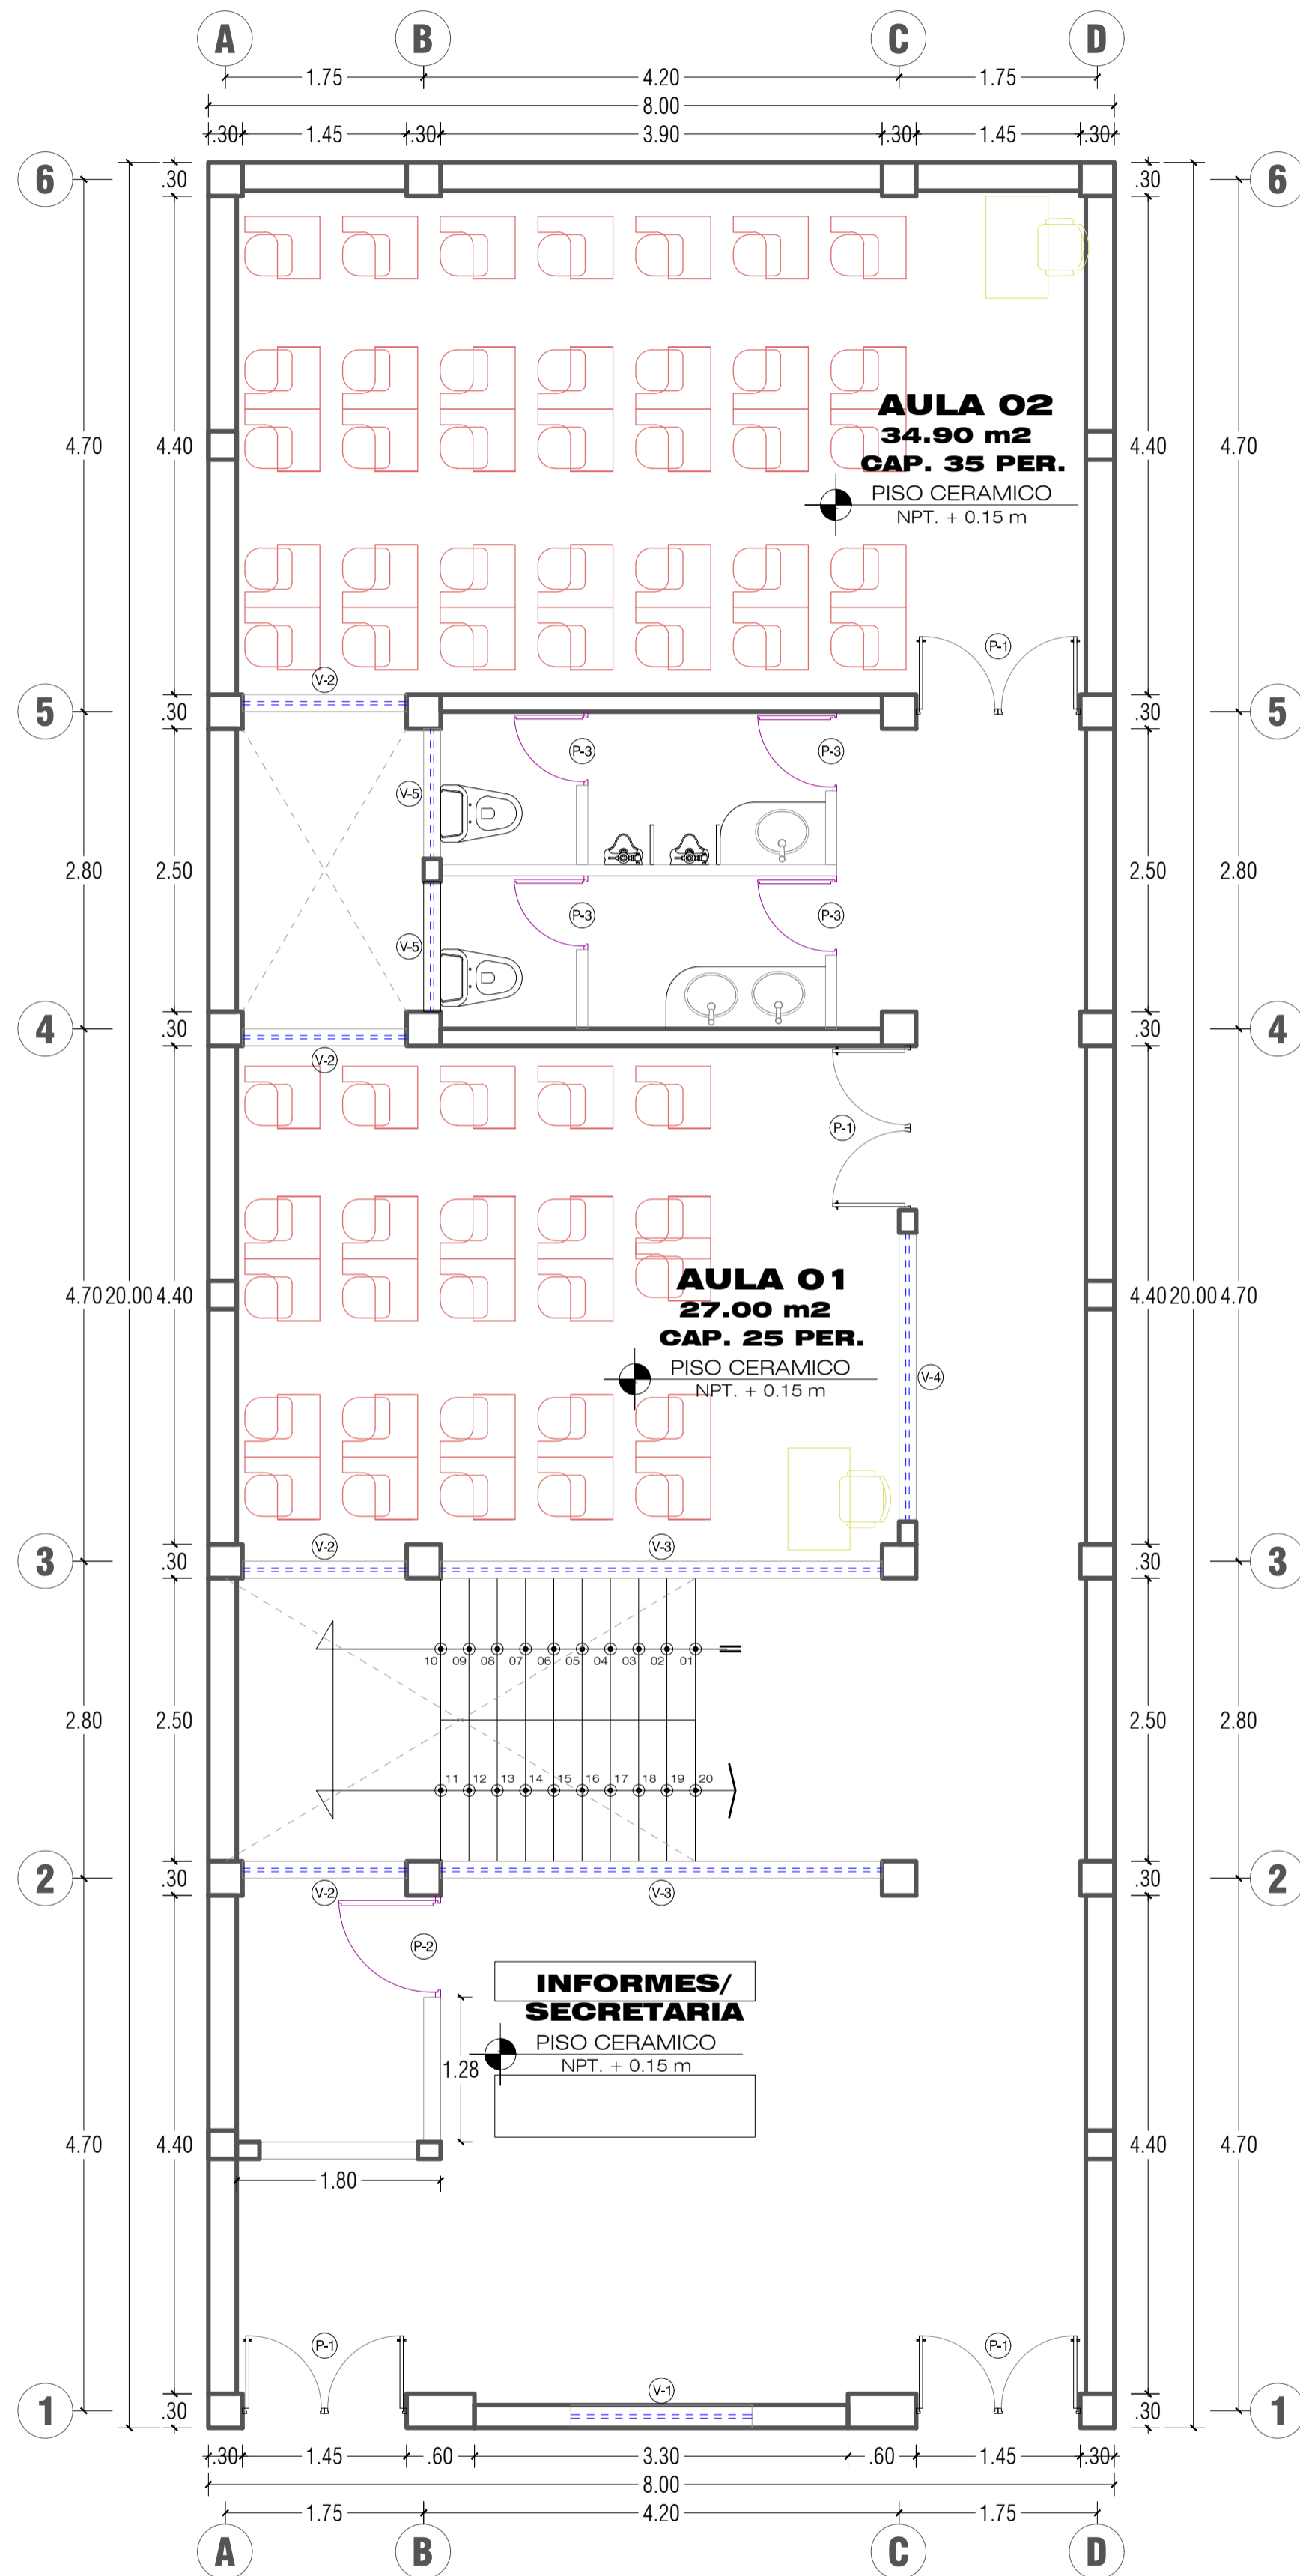 A B C D
1.75 4.20 1.75
8.00
.30 1.45 .30 3.90 .30 1.45 .30
6 .30 .30 6
AULA 02
34.90 m2
CAP. 35 PER.
PISO CERAMICO
NPT. + 0.15 m
4.70 4.40 4.40 4.70
P-1
V-2
5 .30 .30 5
P-3 P-3
V-5
2.80 2.50 2.50 2.80
P-3 P-3
V-5
4 .30 .30 4
V-2
P-1
AULA 01
27.00 m2
CAP. 25 PER.
PISO CERAMICO
NPT. + 0.15 m
4.70 20.00 4.40 4.40 20.00 4.70
V-4
V-2 V-3
3 .30 .30 3
10 09 08 07 06 05 04 03 02 01
2.80 2.50 2.50 2.80
11 12 13 14 15 16 17 18 19 20
2 .30 .30 2
V-2 V-3
P-2
INFORMES/
SECRETARIA
PISO CERAMICO
NPT. + 0.15 m
1.28
4.70 4.40 4.40 4.70
1.80
P-1 P-1
V-1
1 .30 .30 1
.30 1.45 .60 3.30 .60 1.45 .30
8.00
1.75 4.20 1.75
A B C D